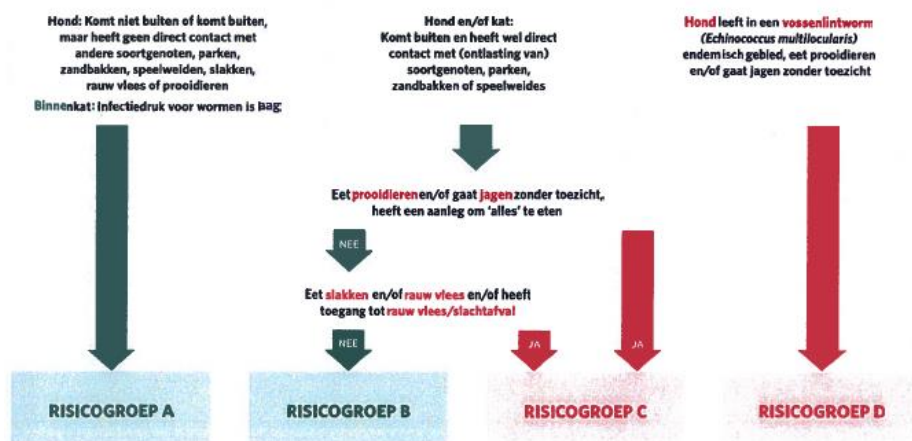 Hond: Komt niet buiten of komt buiten,
maar heeft geen direct contact met
andere soortgenoten, parken,
zandbakken, speelweiden, slakken,
rauw vlees of prooidieren
Binnenkat: Infectiedruk voor wormen is laag
Hond en/of kat:
Komt buiten en heeft wel direct
contact met (ontlasting van)
soortgenoten, parken,
zandbakken of speelweides
Hond leeft in een vossenlintworm
(Echinococcus multilocularis)
endemisch gebied, eet prooidieren
en/of gaat jagen zonder toezicht
Eet prooidieren en/of gaat jagen zonder toezicht,
heeft een aanleg om ‘alles’ te eten
NEE
Eet slakken en/of rauw vlees en/of heeft
toegang tot rauw vlees/slachtafval
NEE
JA
JA
RISICOGROEP A
RISICOGROEP B
RISICOGROEP C
RISICOGROEP D